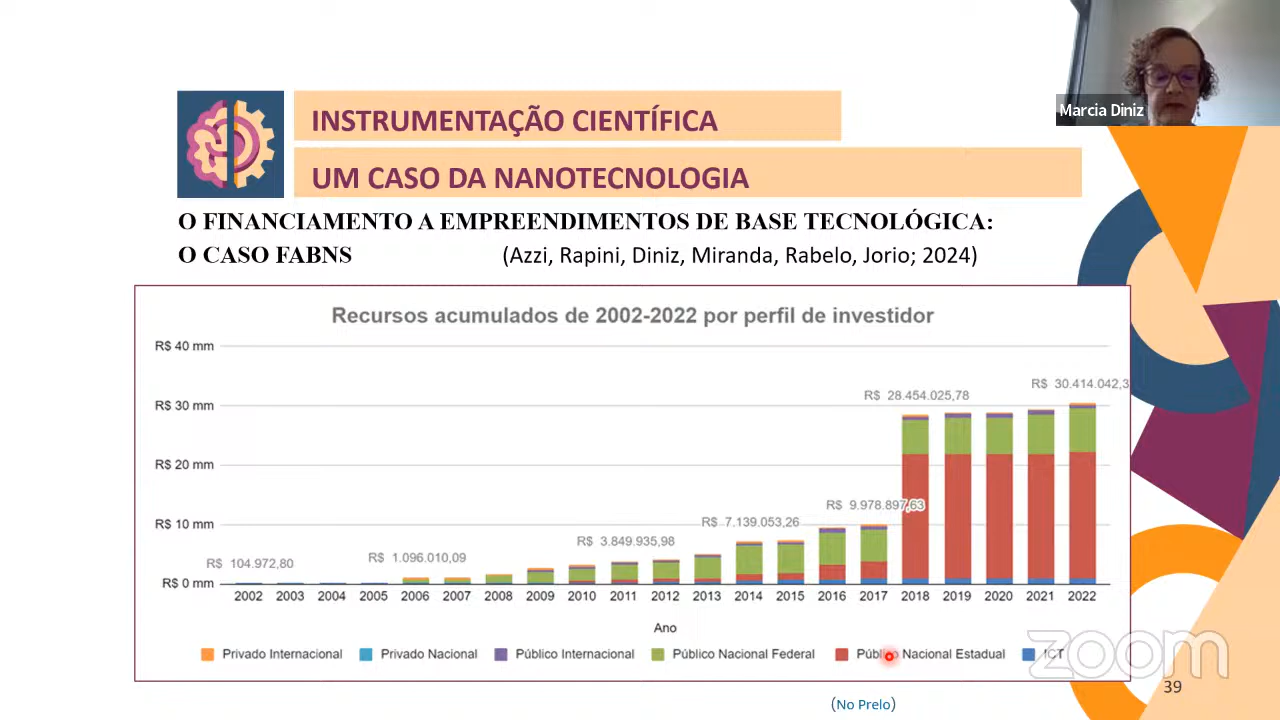 Marcia Diniz
INSTRUMENTAÇÃO CIENTÍFICA
UM CASO DA NANOTECNOLOGIA
O FINANCIAMENTO A EMPREENDIMENTOS DE BASE TECNOLÓGICA:
O CASO FABNS (Azzi, Rapini, Diniz, Miranda, Rabelo, Jorio; 2024)
Recursos acumulados de 2002-2022 por perfil de investidor
R$ 40 mm
R$ 30.414.042,3
R$ 28.454.025,78
R$ 30 mm
R$ 20 mm
R$ 9.978.897,63
R$ 7.139.053,26
R$ 10 mm
R$ 3.849.935,98
R$ 1.096.010,09
R$ 104.972,80
R$ 0 mm
2002 2003 2004 2005 2006 2007 2008 2009 2010 2011 2012 2013 2014 2015 2016 2017 2018 2019 2020 2021 2022
Ano
Privado Internacional Privado Nacional Público Internacional Público Nacional Federal Público Nacional Estadual ICT
zoom
39
(No Prelo)